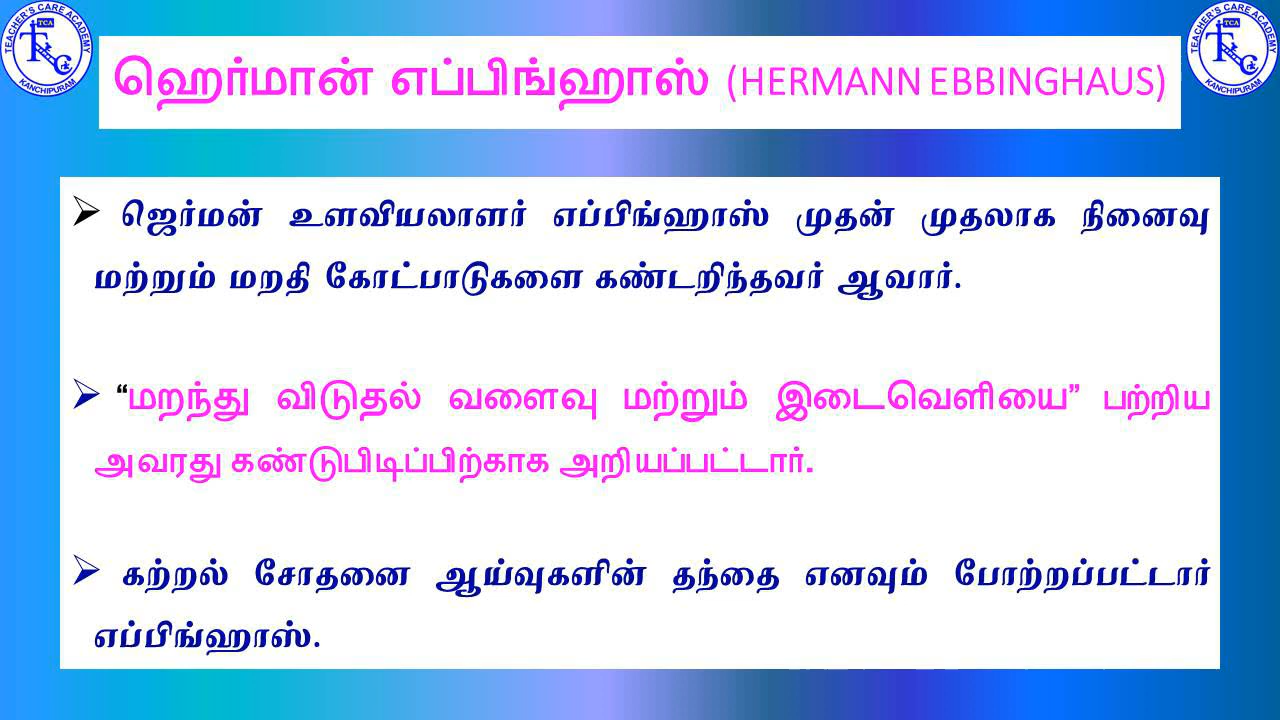 TEACHER'S CARE ACADEMY
TCA
KANCHIPURAM
TEACHER'S CARE ACADEMY
TCA
KANCHIPURAM
ஹெர்மான் எப்பிங்ஹாஸ் (HERMANN EBBINGHAUS)
➢ ஜெர்மன் உளவியலாளர் எப்பிங்ஹாஸ் முதன் முதலாக நினைவு
மற்றும் மறதி கோட்பாடுகளை கண்டறிந்தவர் ஆவார்.
➢ “மறந்து விடுதல் வளைவு மற்றும் இடைவெளியை” பற்றிய
அவரது கண்டுபிடிப்பிற்காக அறியப்பட்டார்.
➢ கற்றல் சோதனை ஆய்வுகளின் தந்தை எனவும் போற்றப்பட்டார்
எப்பிங்ஹாஸ்.